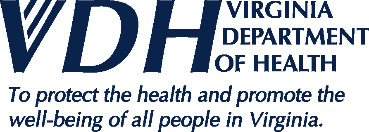 VDH VIRGINIA
DEPARTMENT
OF HEALTH
To protect the health and promote the
well-being of all people in Virginia.